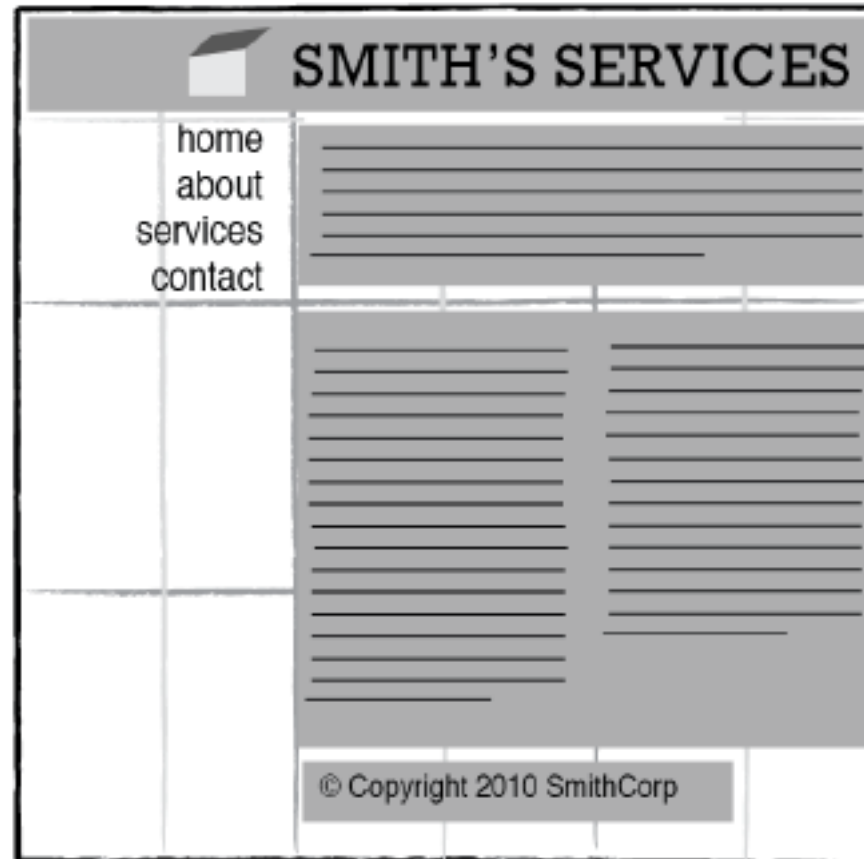 SMITH'S SERVICES
home
about
services
contact
© Copyright 2010 SmithCorp